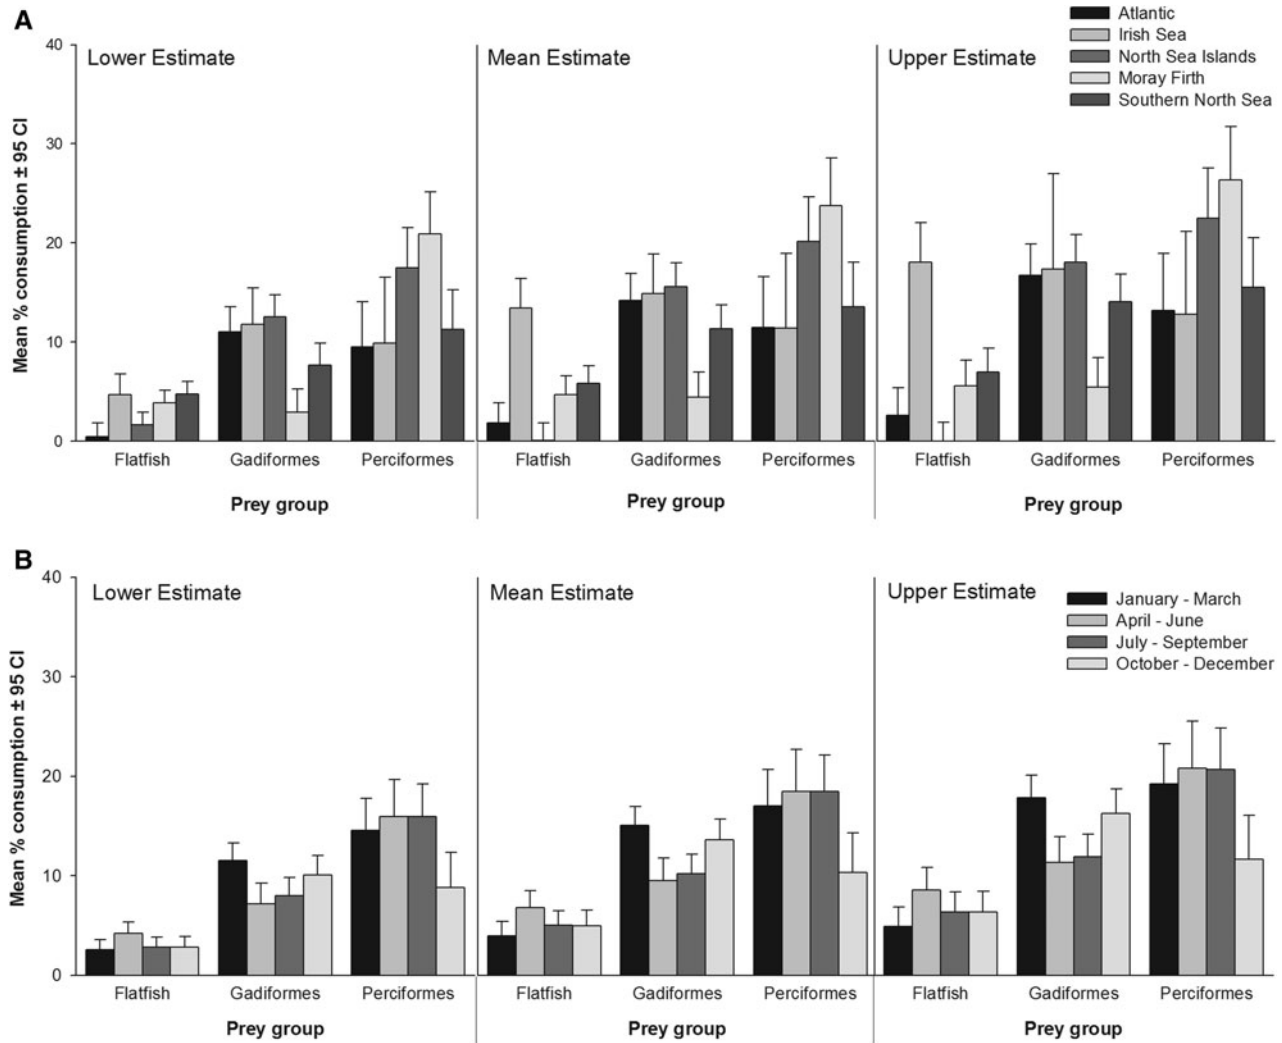 A
Atlantic
Irish Sea
North Sea Islands
Moray Firth
Southern North Sea
40
30
20
10
0
Mean % consumption ± 95 CI
Lower Estimate
Mean Estimate
Upper Estimate
Flatfish Gadiformes Perciformes Flatfish Gadiformes Perciformes Flatfish Gadiformes Perciformes
Prey group Prey group Prey group
B
40
30
20
10
0
Mean % consumption ± 95 CI
Lower Estimate
Mean Estimate
Upper Estimate
January - March
April - June
July - September
October - December
Flatfish Gadiformes Perciformes Flatfish Gadiformes Perciformes Flatfish Gadiformes Perciformes
Prey group Prey group Prey group